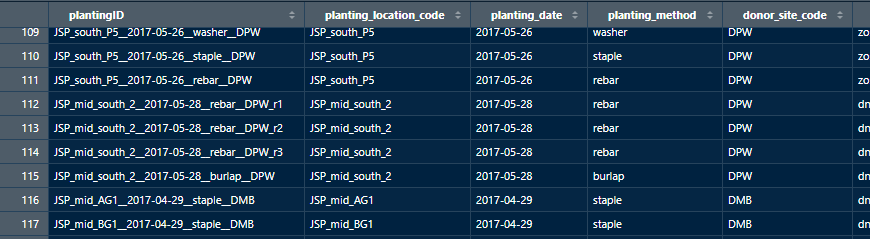 plantingID planting_location_code planting_date planting_method donor_site_code
109 JSP_south_P5__2017-05-26__washer__DPW JSP_south_P5 2017-05-26 washer DPW zo
110 JSP_south_P5__2017-05-26__staple__DPW JSP_south_P5 2017-05-26 staple DPW zo
111 JSP_south_P5__2017-05-26__rebar__DPW JSP_south_P5 2017-05-26 rebar DPW zo
112 JSP_mid_south_2__2017-05-28__rebar__DPW_r1 JSP_mid_south_2 2017-05-28 rebar DPW dn
113 JSP_mid_south_2__2017-05-28__rebar__DPW_r2 JSP_mid_south_2 2017-05-28 rebar DPW dn
114 JSP_mid_south_2__2017-05-28__rebar__DPW_r3 JSP_mid_south_2 2017-05-28 rebar DPW dn
115 JSP_mid_south_2__2017-05-28__burlap__DPW JSP_mid_south_2 2017-05-28 burlap DPW dn
116 JSP_mid_AG1__2017-04-29__staple__DMB JSP_mid_AG1 2017-04-29 staple DMB dn
117 JSP_mid_BG1__2017-04-29__staple__DMB JSP_mid_BG1 2017-04-29 staple DMB dn